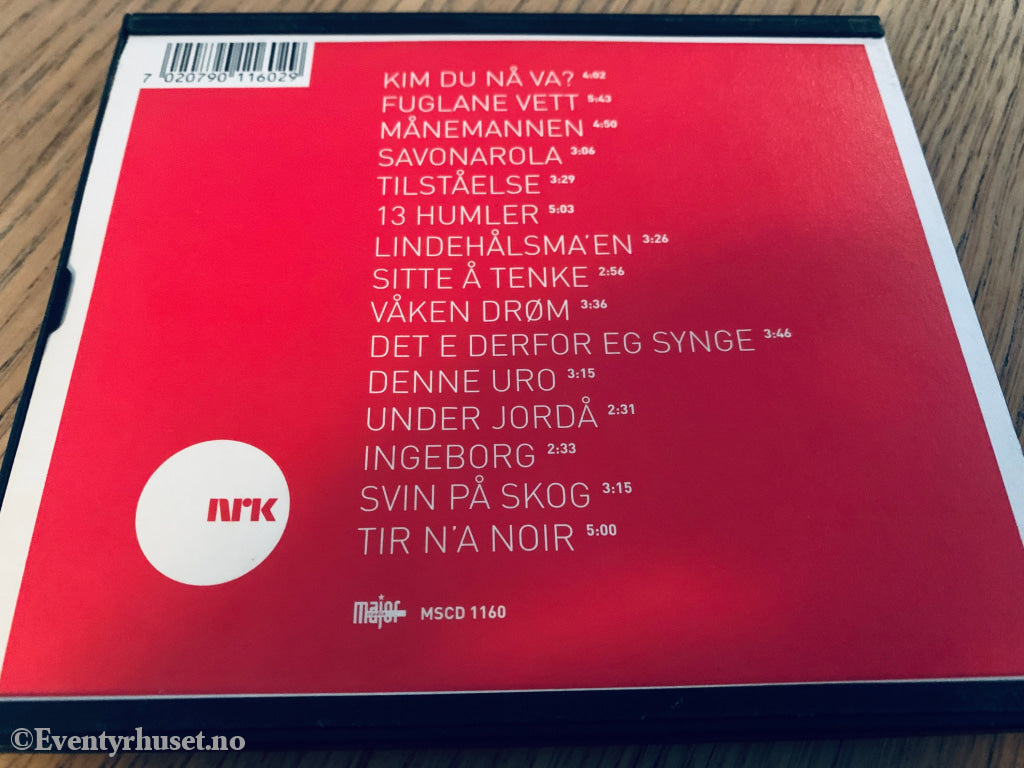 7 020790 116029
KIM DU NÅ VA? 4:02
FUGLANE VETT 5:43
MÅNEMANNEN 4:50
SAVONAROLA 3:06
TILSTÅELSE 3:29
13 HUMLER 5:03
LINDEHÅLSMA'EN 3:26
SITTE Å TENKE 2:56
VÅKEN DRØM 3:36
DET E DERFOR EG SYNGE 3:46
DENNE URO 3:15
UNDER JORDÅ 2:31
INGEBORG 2:33
SVIN PÅ SKOG 3:15
TIR N'A NOIR 5:00
NRK
major MSCD 1160
©Eventyrhuset.no